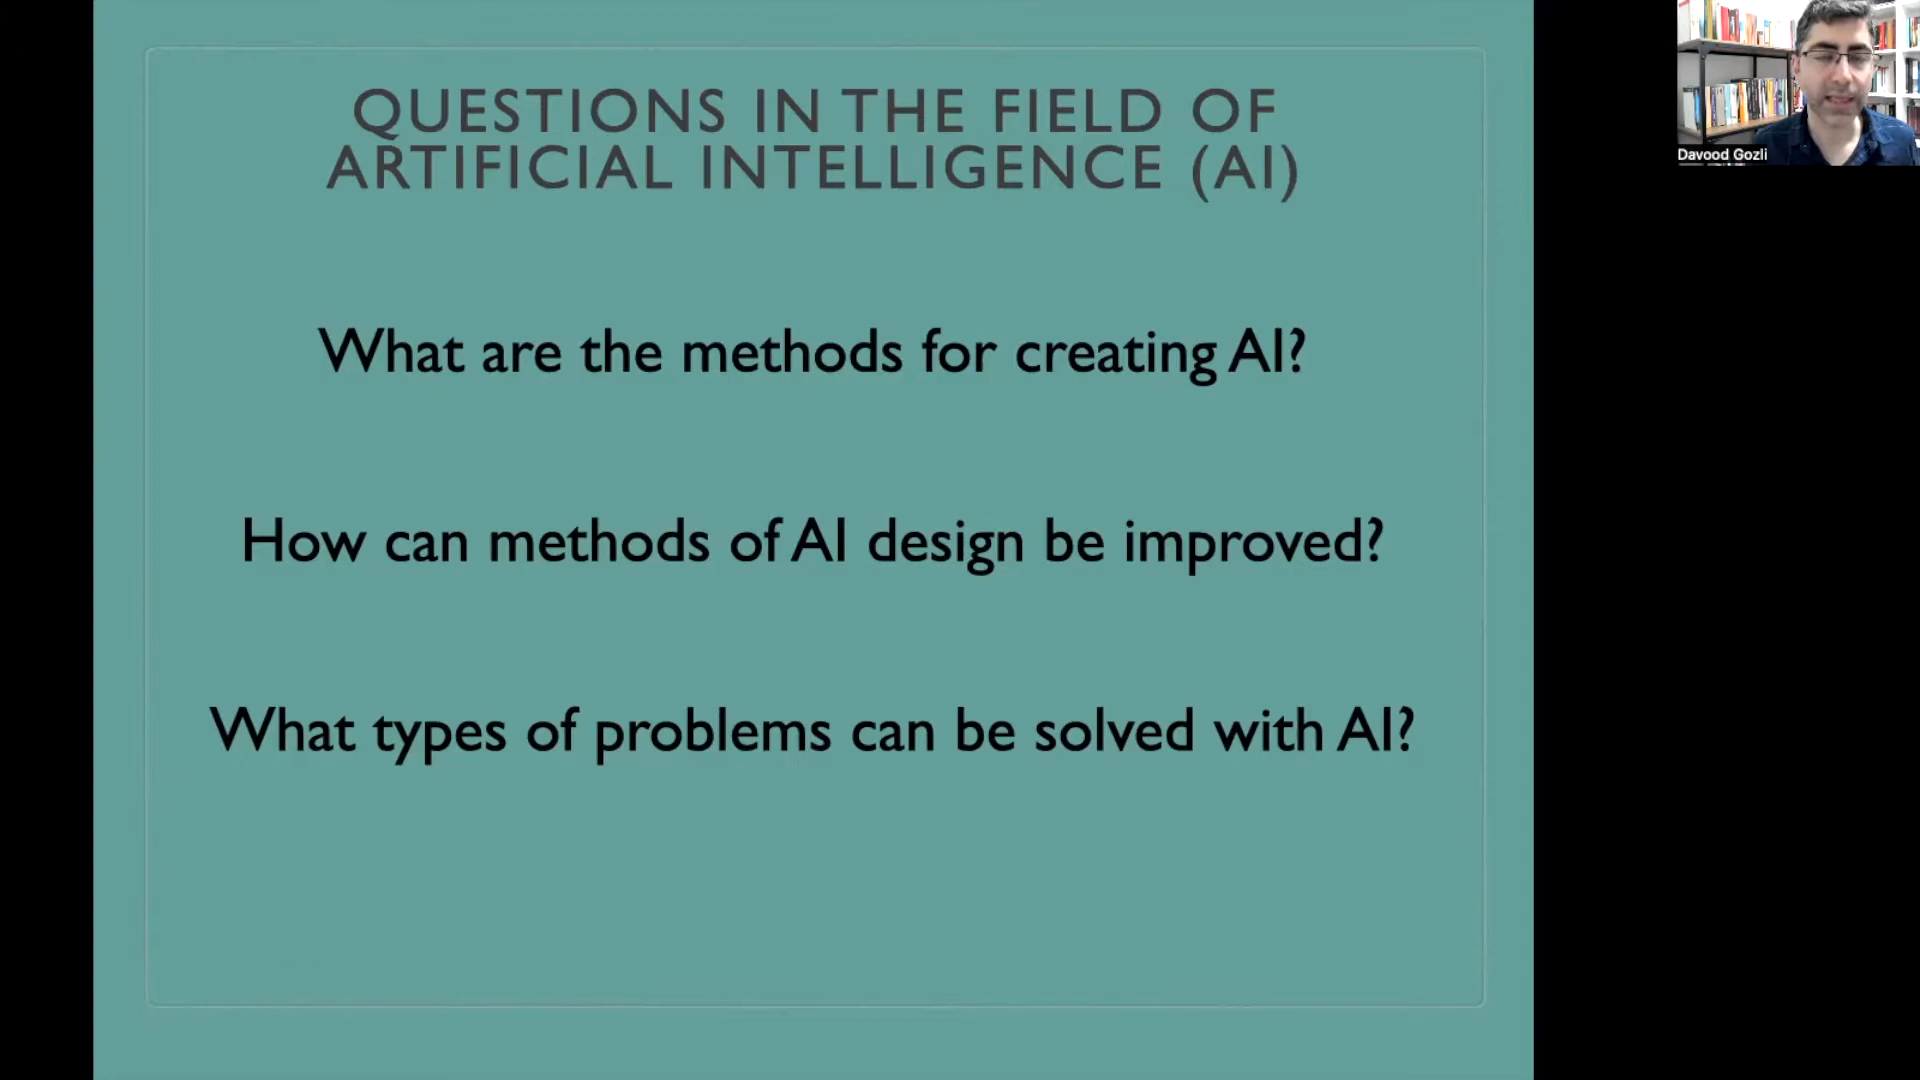 QUESTIONS IN THE FIELD OF
ARTIFICIAL INTELLIGENCE (AI)
What are the methods for creating AI?
How can methods of AI design be improved?
What types of problems can be solved with AI?
Davood Gozli